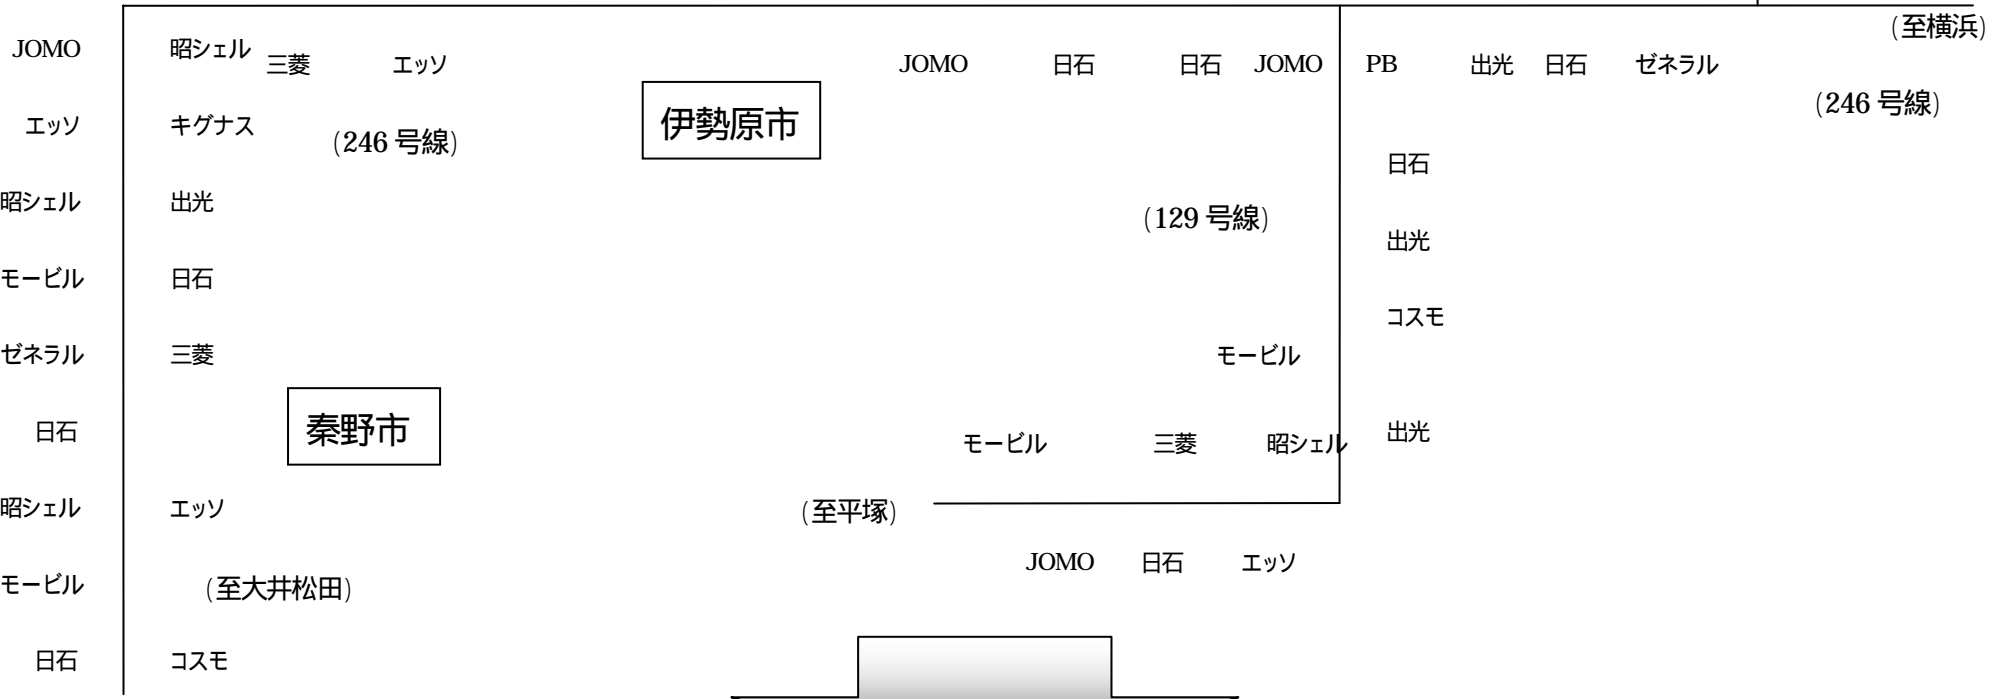 (至横浜)
JOMO 昭シェル 三菱 エッソ JOMO 日石 日石 JOMO PB 出光 日石 ゼネラル
(246 号線)
エッソ キグナス (246 号線) 伊勢原市
日石
昭シェル 出光 (129 号線)
出光
モービル 日石
コスモ
ゼネラル 三菱 モービル
日石 秦野市 モービル 三菱 昭シェル 出光
昭シェル エッソ (至平塚)
JOMO 日石 エッソ
モービル (至大井松田)
日石 コスモ